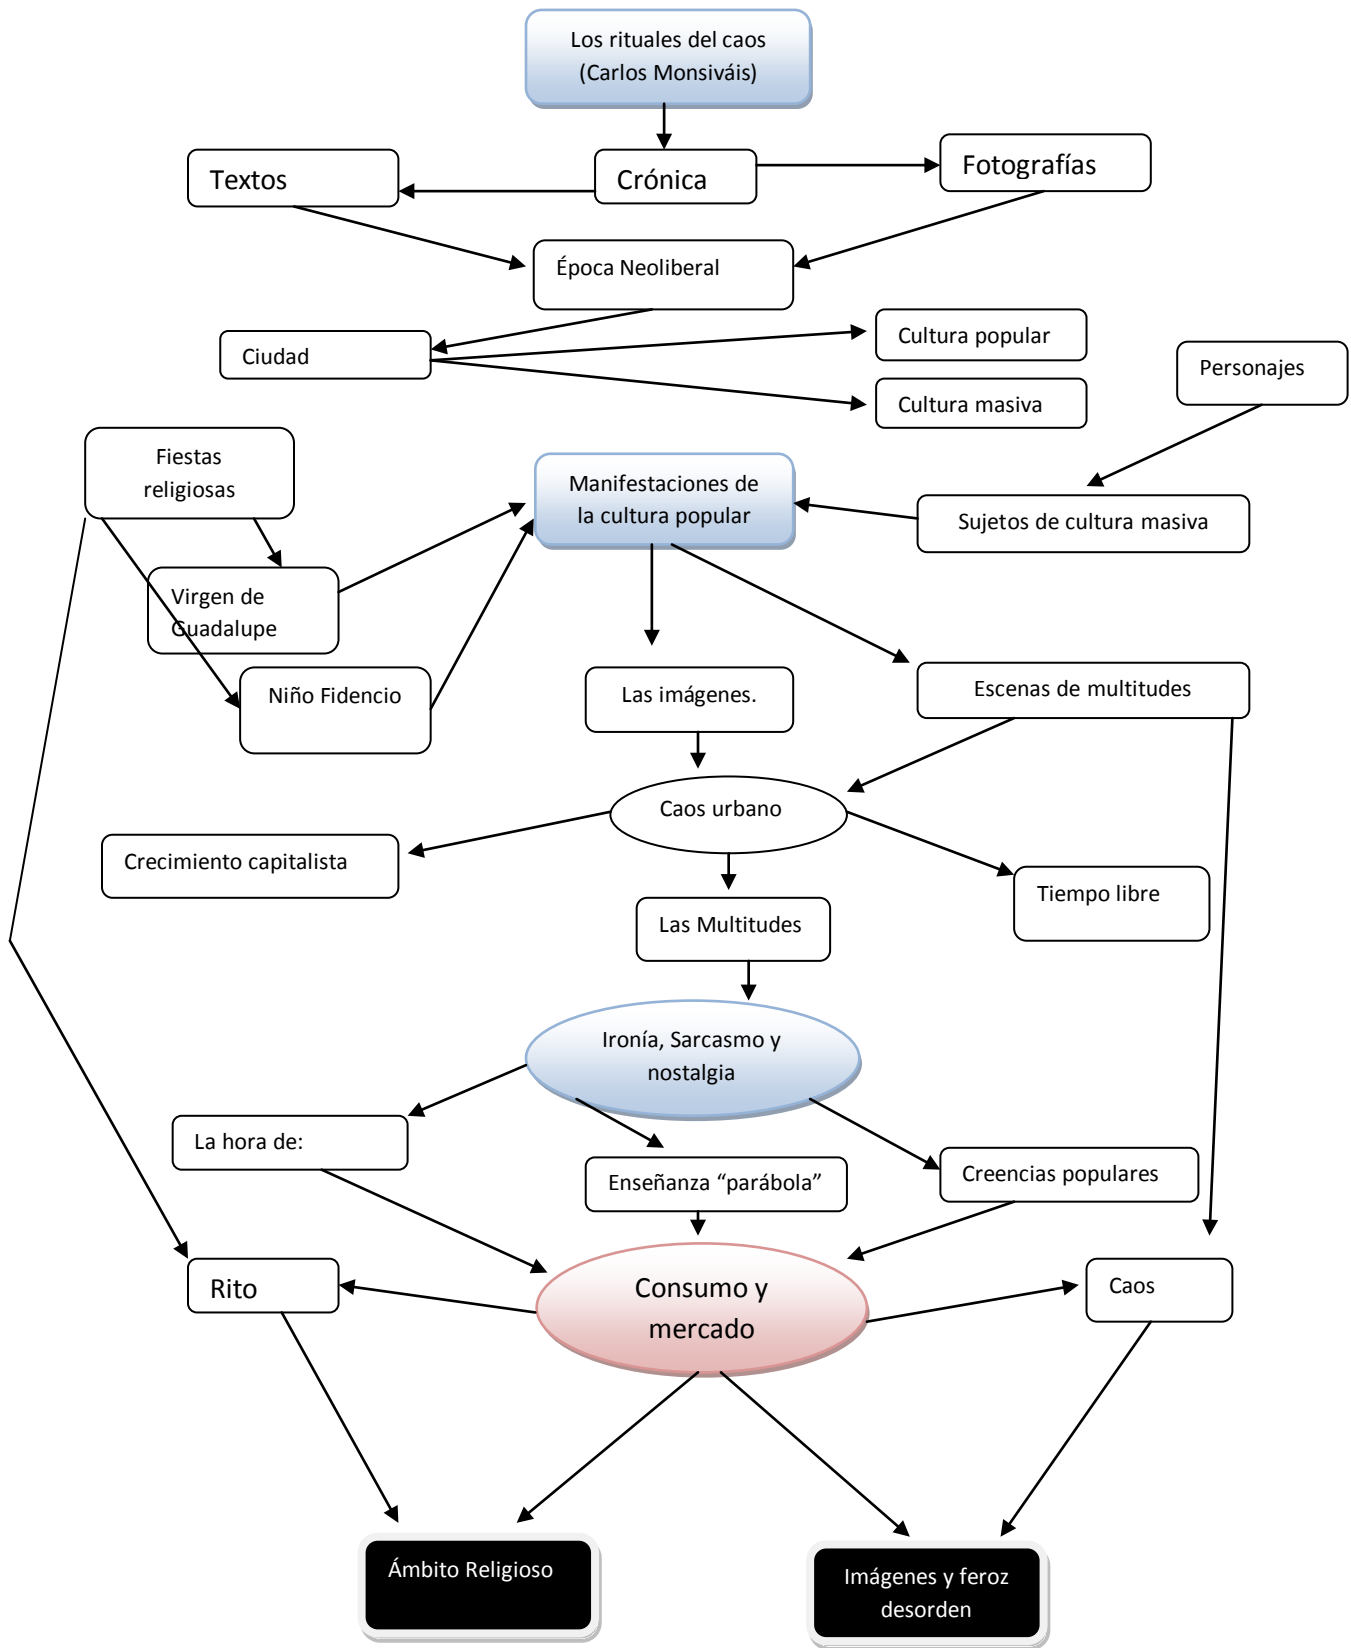 Los rituales del caos
(Carlos Monsiváis)
Textos
Crónica
Fotografías
Época Neoliberal
Ciudad
Cultura popular
Personajes
Cultura masiva
Fiestas
religiosas
Manifestaciones de
la cultura popular
Sujetos de cultura masiva
Virgen de
Guadalupe
Niño Fidencio
Las imágenes.
Escenas de multitudes
Caos urbano
Crecimiento capitalista
Tiempo libre
Las Multitudes
Ironía, Sarcasmo y
nostalgia
La hora de:
Enseñanza “parábola”
Creencias populares
Rito
Consumo y
mercado
Caos
Ámbito Religioso
Imágenes y feroz
desorden